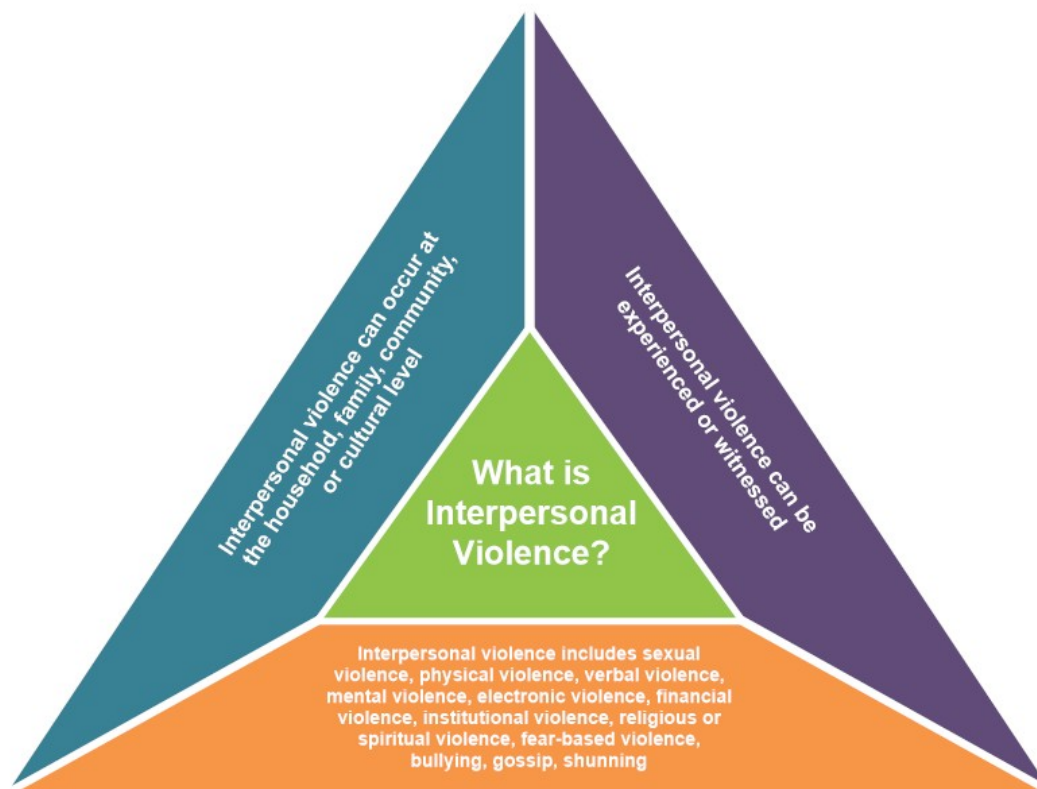 Interpersonal violence can occur at
the household, family, community,
or cultural level
Interpersonal violence can be
experienced or witnessed
What is
Interpersonal
Violence?
Interpersonal violence includes sexual
violence, physical violence, verbal violence,
mental violence, electronic violence, financial
violence, institutional violence, religious or
spiritual violence, fear-based violence,
bullying, gossip, shunning